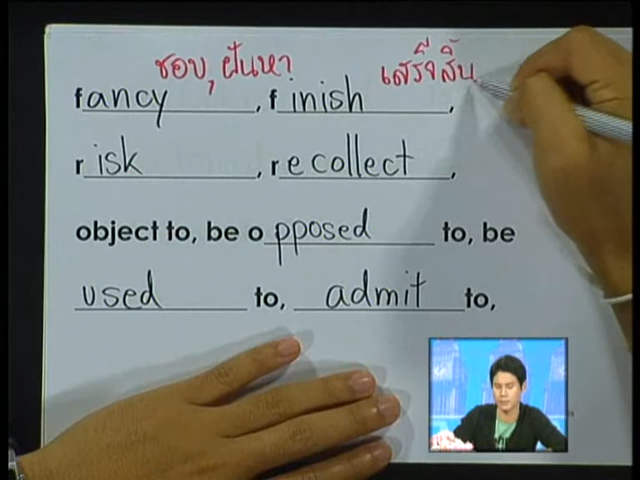 ชอบ, ฝันหา เสร็จสิ้น
fancy, finish,
risk, recollect,
object to, be opposed to, be
used to, admit to,